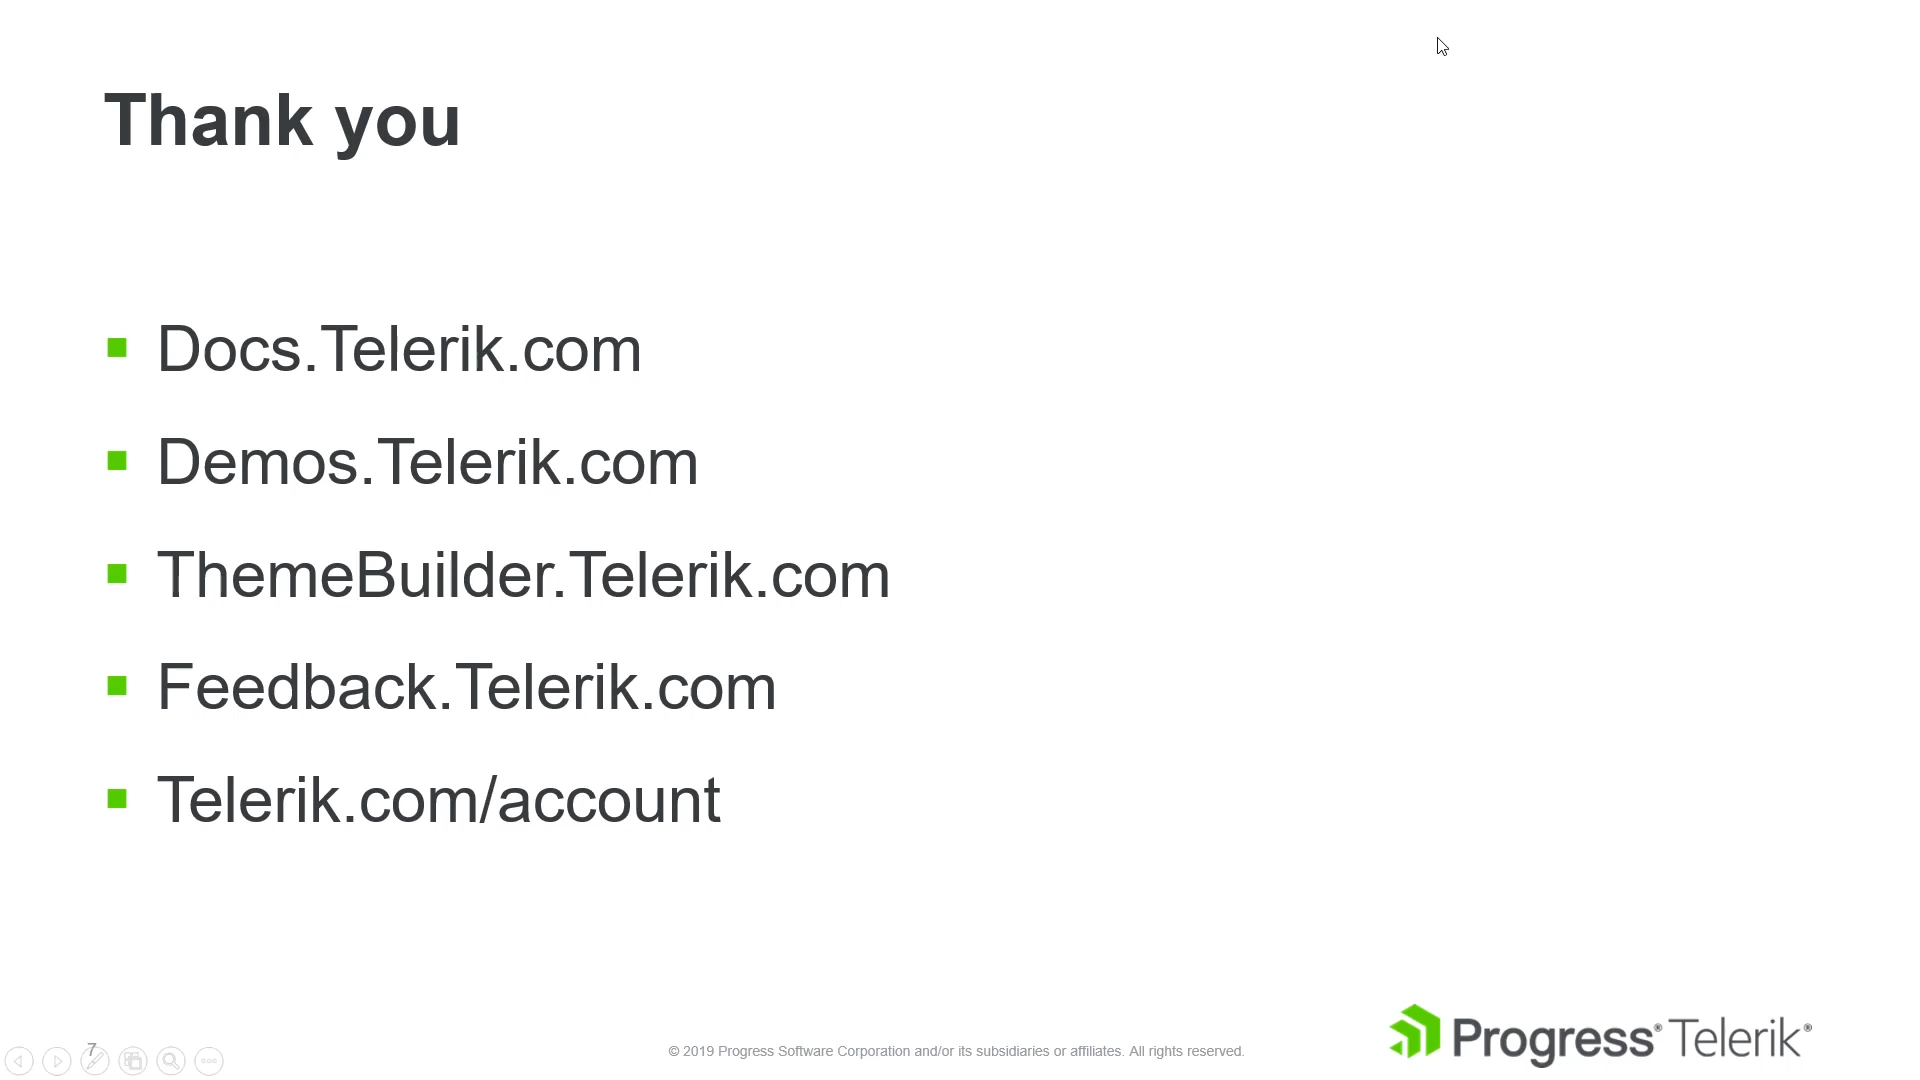 Thank you
Docs.Telerik.com
Demos.Telerik.com
ThemeBuilder.Telerik.com
Feedback.Telerik.com
Telerik.com/account
7
© 2019 Progress Software Corporation and/or its subsidiaries or affiliates. All rights reserved.
Progress® Telerik®